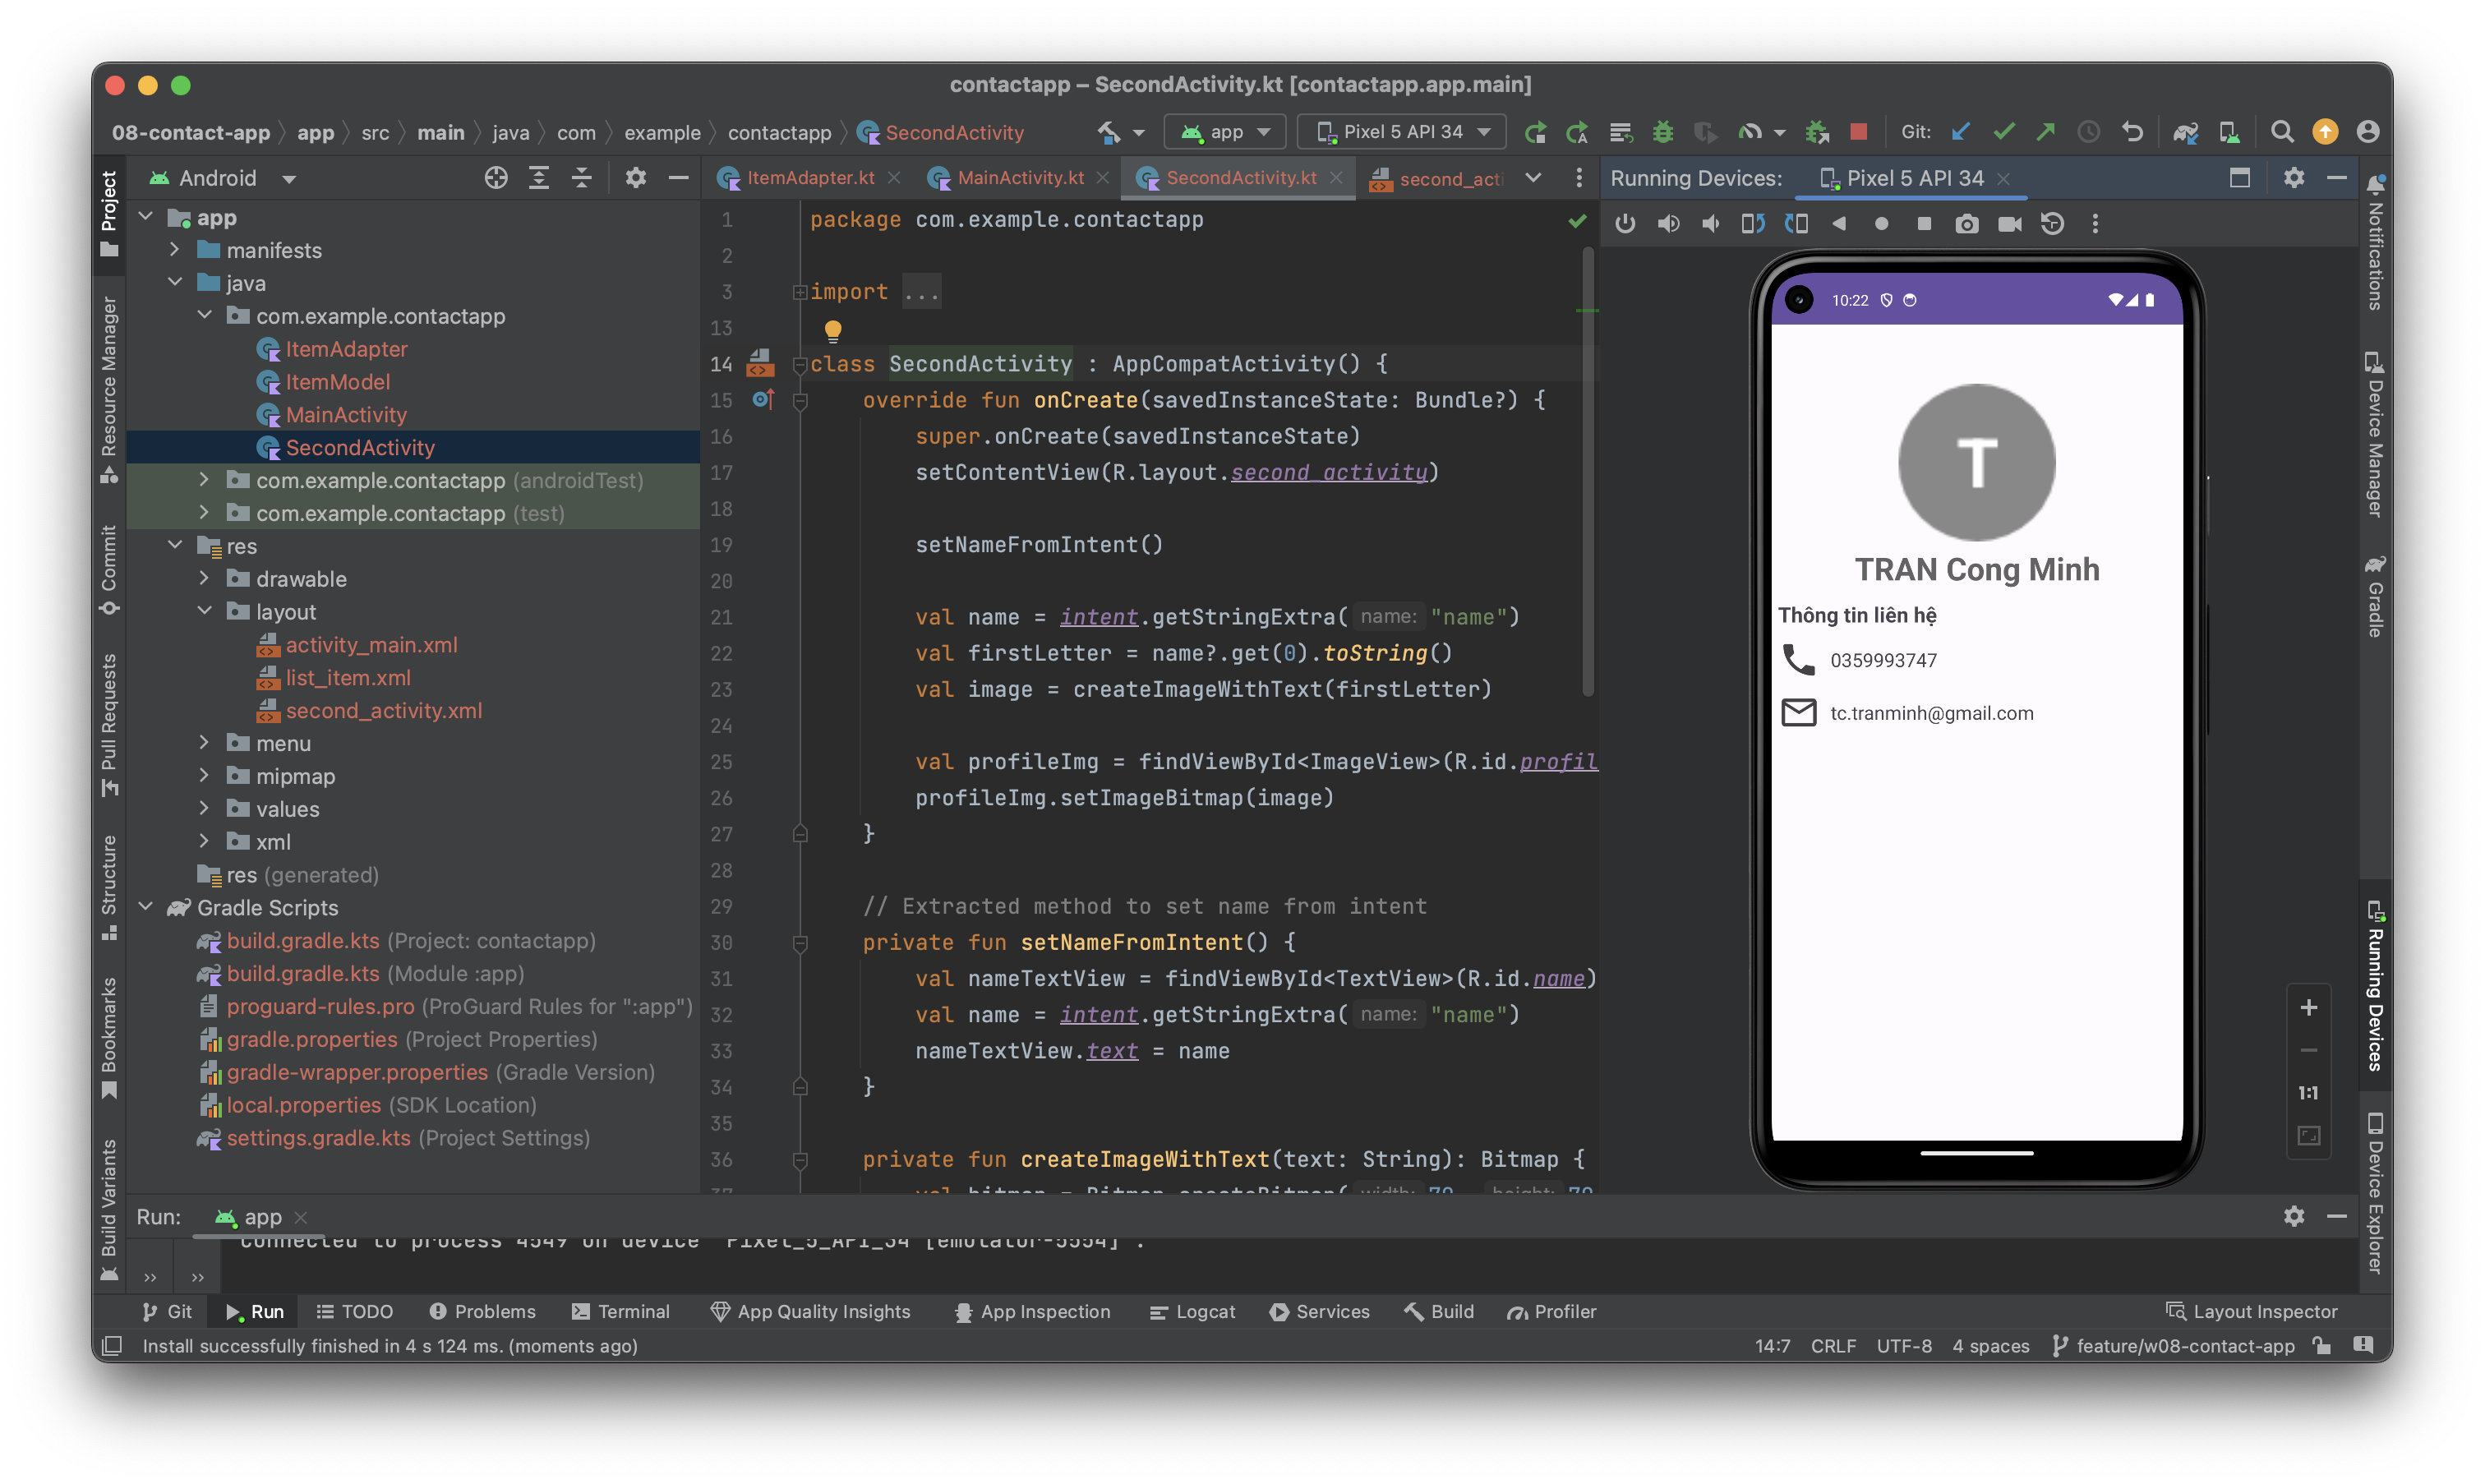 contactapp – SecondActivity.kt [contactapp.app.main]
08-contact-app app src main java com example contactapp SecondActivity
app
Pixel 5 API 34
Git:
Project
Resource Manager
Commit
Pull Requests
Structure
Bookmarks
Build Variants
Android
app
manifests
java
com.example.contactapp
ItemAdapter
ItemModel
MainActivity
SecondActivity
com.example.contactapp (androidTest)
com.example.contactapp (test)
res
drawable
layout
activity_main.xml
list_item.xml
second_activity.xml
menu
mipmap
values
xml
res (generated)
Gradle Scripts
build.gradle.kts (Project: contactapp)
build.gradle.kts (Module :app)
proguard-rules.pro (ProGuard Rules for ":app")
gradle.properties (Project Properties)
gradle-wrapper.properties (Gradle Version)
local.properties (SDK Location)
settings.gradle.kts (Project Settings)
ItemAdapter.kt MainActivity.kt SecondActivity.kt second_acti
1 package com.example.contactapp
2
3 import ...
13
14 class SecondActivity : AppCompatActivity() {
15 override fun onCreate(savedInstanceState: Bundle?) {
16 super.onCreate(savedInstanceState)
17 setContentView(R.layout.second_activity)
18
19 setNameFromIntent()
20
21 val name = intent.getStringExtra( name: "name")
22 val firstLetter = name?.get(0).toString()
23 val image = createImageWithText(firstLetter)
24
25 val profileImg = findViewById<ImageView>(R.id.profil
26 profileImg.setImageBitmap(image)
27 }
28
29 // Extracted method to set name from intent
30 private fun setNameFromIntent() {
31 val nameTextView = findViewById<TextView>(R.id.name)
32 val name = intent.getStringExtra( name: "name")
33 nameTextView.text = name
34 }
35
36 private fun createImageWithText(text: String): Bitmap {
37 val bitmap = Bitmap.createBitmap( width: 70, height: 70
Running Devices: Pixel 5 API 34
10:22
T
TRAN Cong Minh
Thông tin liên hệ
0359993747
tc.tranminh@gmail.com
1:1
Notifications
Device Manager
Gradle
Running Devices
Device Explorer
Run: app
Connected to process 4549 on device 'Pixel_5_API_34 [emulator-5554]'.
Git Run TODO Problems Terminal App Quality Insights App Inspection Logcat Services Build Profiler Layout Inspector
Install successfully finished in 4 s 124 ms. (moments ago)
14:7 CRLF UTF-8 4 spaces feature/w08-contact-app